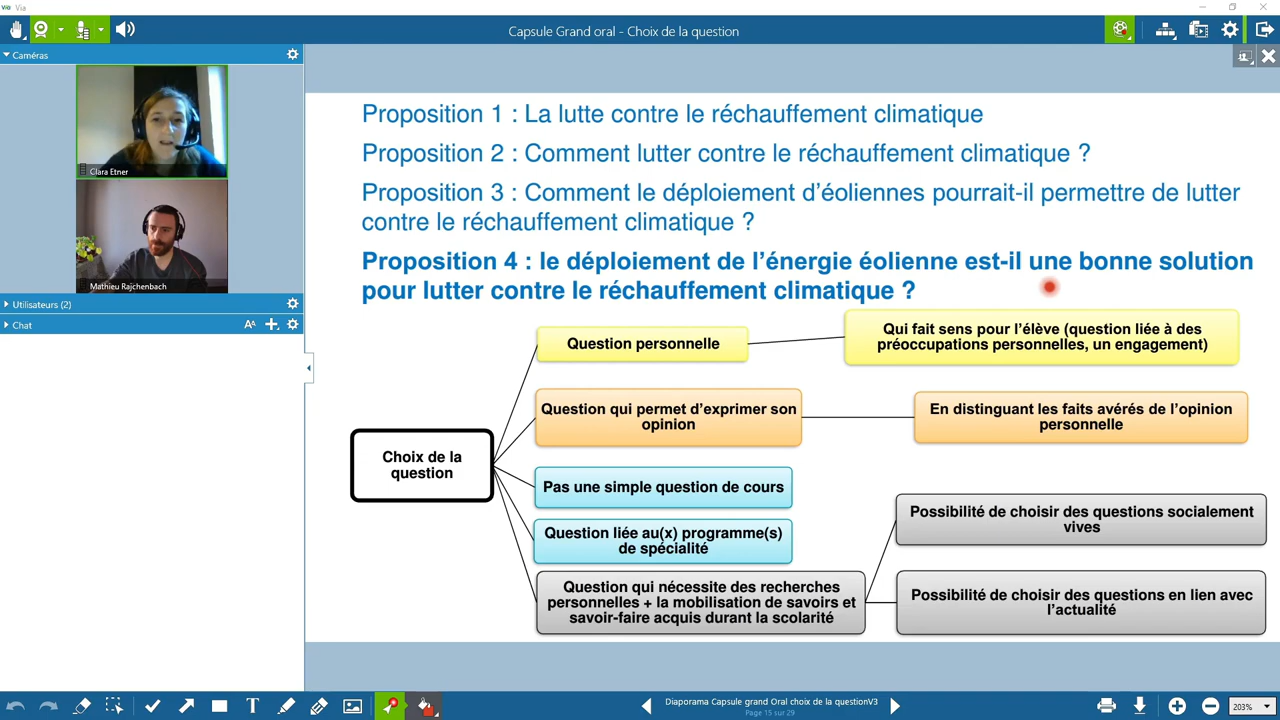 Via
Via
Capsule Grand oral - Choix de la question
Caméras
Clara Etner
Mathieu Rajchenbach
Utilisateurs (2)
Chat
AA
Proposition 1 : La lutte contre le réchauffement climatique
Proposition 2 : Comment lutter contre le réchauffement climatique ?
Proposition 3 : Comment le déploiement d’éoliennes pourrait-il permettre de lutter
contre le réchauffement climatique ?
Proposition 4 : le déploiement de l’énergie éolienne est-il une bonne solution
pour lutter contre le réchauffement climatique ?
Choix de la
question
Question personnelle
Qui fait sens pour l’élève (question liée à des
préoccupations personnelles, un engagement)
Question qui permet d’exprimer son
opinion
En distinguant les faits avérés de l’opinion
personnelle
Pas une simple question de cours
Question liée au(x) programme(s)
de spécialité
Question qui nécessite des recherches
personnelles + la mobilisation de savoirs et
savoir-faire acquis durant la scolarité
Possibilité de choisir des questions socialement
vives
Possibilité de choisir des questions en lien avec
l’actualité
T
Diaporama Capsule grand Oral choix de la questionV3
Page 15 sur 29
203%